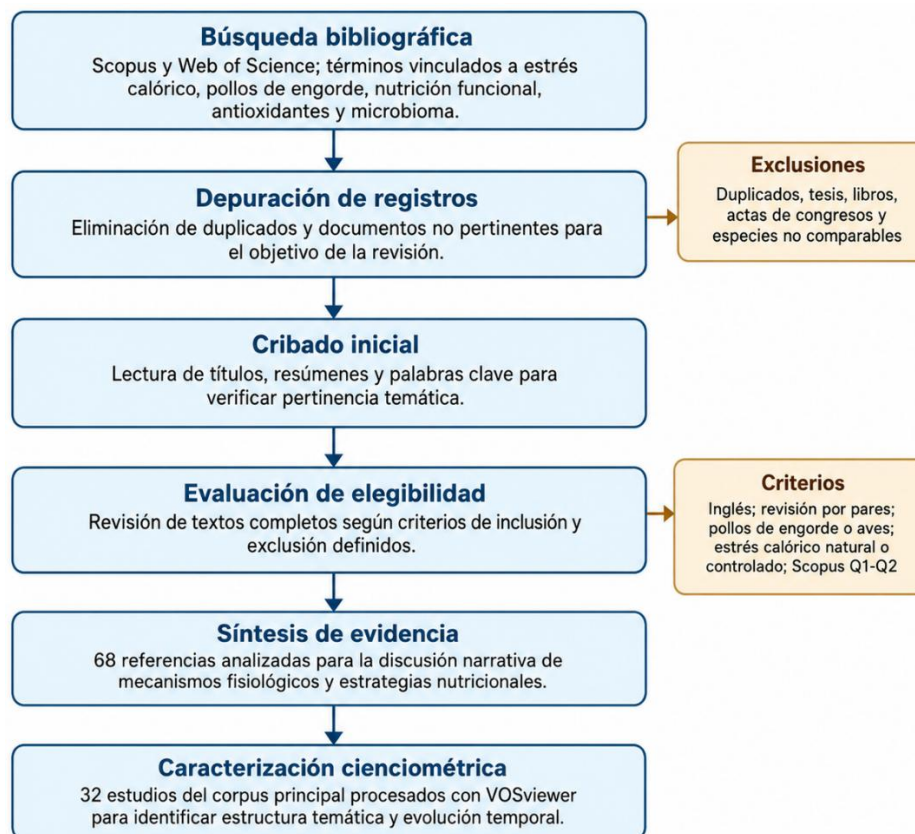 Búsqueda bibliográfica
Scopus y Web of Science; términos vinculados a estrés
calórico, pollos de engorde, nutrición funcional,
antioxidantes y microbioma.
Depuración de registros
Eliminación de duplicados y documentos no pertinentes para
el objetivo de la revisión.
Exclusiones
Duplicados, tesis, libros,
actas de congresos y
especies no comparables
Cribado inicial
Lectura de títulos, resúmenes y palabras clave para
verificar pertinencia temática.
Evaluación de elegibilidad
Revisión de textos completos según criterios de inclusión y
exclusión definidos.
Criterios
Inglés; revisión por pares;
pollos de engorde o aves;
estrés calórico natural o
controlado; Scopus Q1-Q2
Síntesis de evidencia
68 referencias analizadas para la discusión narrativa de
mecanismos fisiológicos y estrategias nutricionales.
Caracterización cienciométrica
32 estudios del corpus principal procesados con VOSviewer
para identificar estructura temática y evolución temporal.